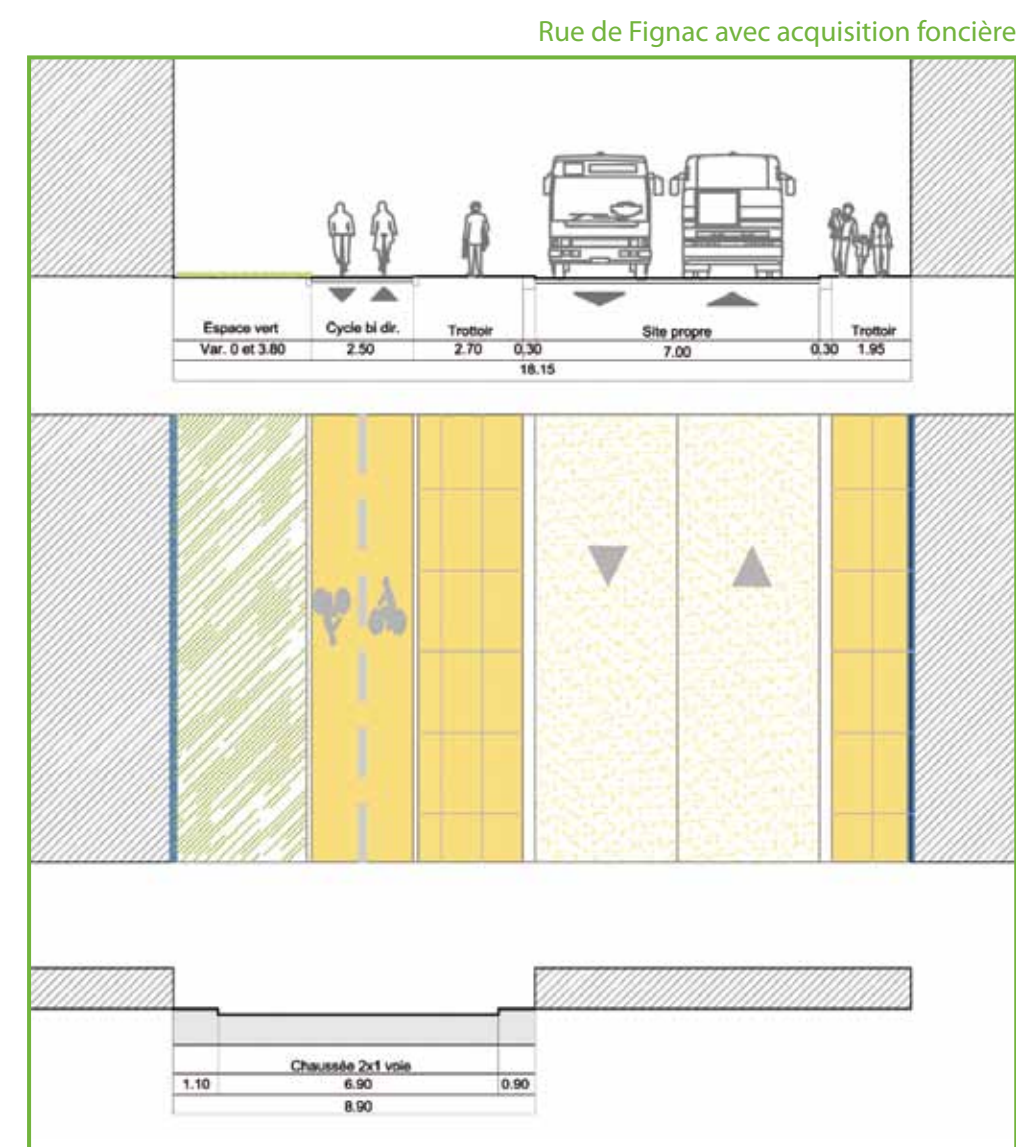 Rue de Fignac avec acquisition foncière
Espace vert Cycle bi dir. Trottoir Site propre Trottoir
Var. 0 et 3.80 2.50 2.70 0.30 7.00 0.30 1.95
18.15
Chaussée 2x1 voie
1.10 6.90 0.90
8.90